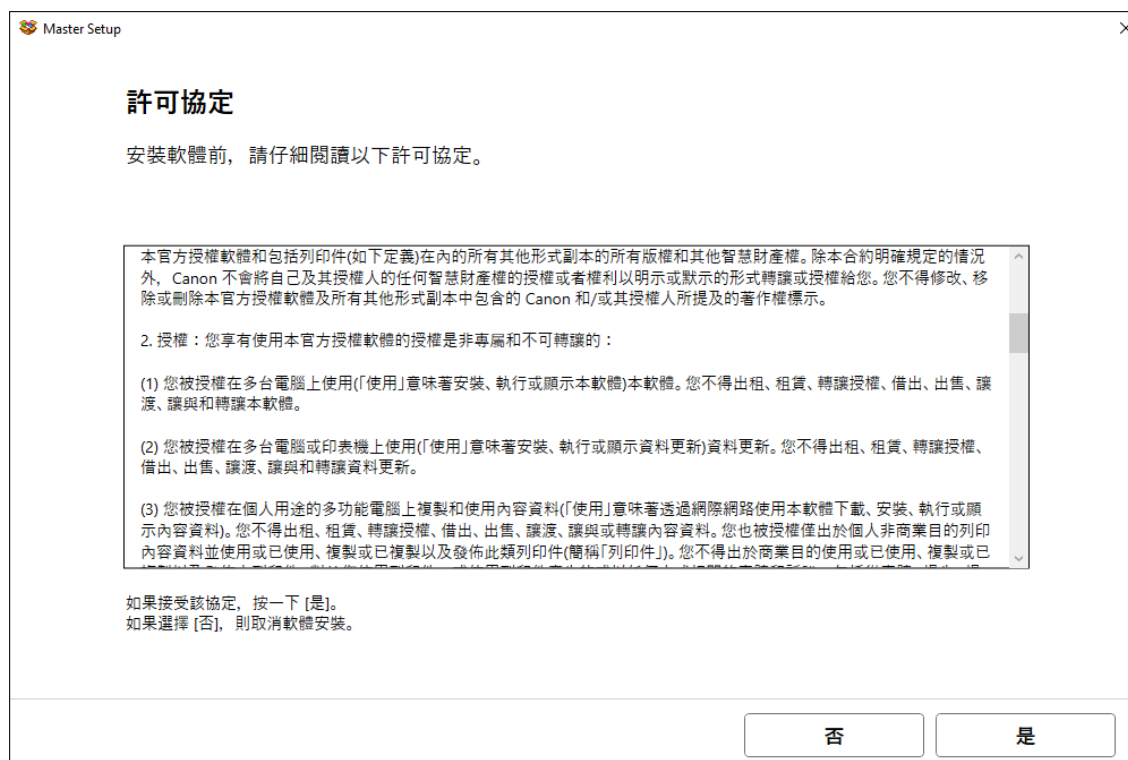 Master Setup
許可協定
安裝軟體前，請仔細閱讀以下許可協定。
本官方授權軟體和包括列印件(如下定義)在內的所有其他形式副本的所有版權和其他智慧財產權。除本合約明確規定的情況
外，Canon 不會將自己及其授權人的任何智慧財產權的授權或者權利以明示或默示的形式轉讓或授權給您。您不得修改、移
除或刪除本官方授權軟體及所有其他形式副本中包含的 Canon 和/或其授權人所提及的著作權標示。
2. 授權：您享有使用本官方授權軟體的授權是非專屬和不可轉讓的：
(1) 您被授權在多台電腦上使用(「使用」意味著安裝、執行或顯示本軟體)本軟體。您不得出租、租賃、轉讓授權、借出、出售、讓
渡、讓與和轉讓本軟體。
(2) 您被授權在多台電腦或印表機上使用(「使用」意味著安裝、執行或顯示資料更新)資料更新。您不得出租、租賃、轉讓授權、
借出、出售、讓渡、讓與和轉讓資料更新。
(3) 您被授權在個人用途的多功能電腦上複製和使用內容資料(「使用」意味著透過網際網路使用本軟體下載、安裝、執行或顯
示內容資料)。您不得出租、租賃、轉讓授權、借出、出售、讓渡、讓與或轉讓內容資料。您也被授權僅出於個人非商業目的列印
內容資料並使用或已使用、複製或已複製以及發佈此類列印件(簡稱「列印件」)。您不得出於商業目的使用或已使用、複製或已
如果接受該協定，按一下 [是]。
如果選擇 [否]，則取消軟體安裝。
否
是